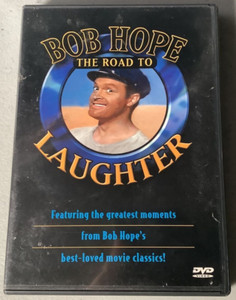 BOB HOPE
THE ROAD TO
LAUGHTER
Featuring the greatest moments
from Bob Hope's
best-loved movie classics!
DVD
VIDEO